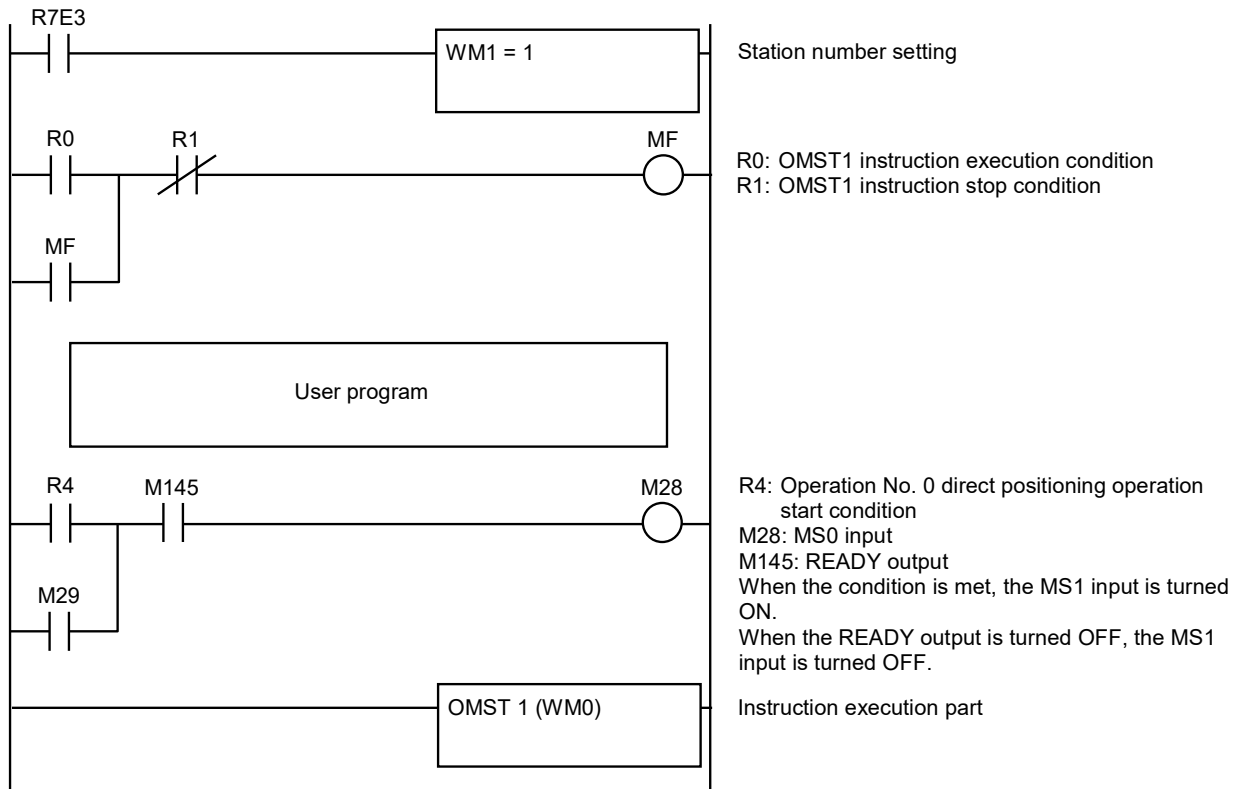 R7E3
WM1 = 1
Station number setting
R0
R1
MF
R0: OMST1 instruction execution condition
R1: OMST1 instruction stop condition
MF
User program
R4
M145
M28
R4: Operation No. 0 direct positioning operation
start condition
M28: MS0 input
M145: READY output
When the condition is met, the MS1 input is turned
ON.
When the READY output is turned OFF, the MS1
input is turned OFF.
M29
OMST 1 (WM0)
Instruction execution part